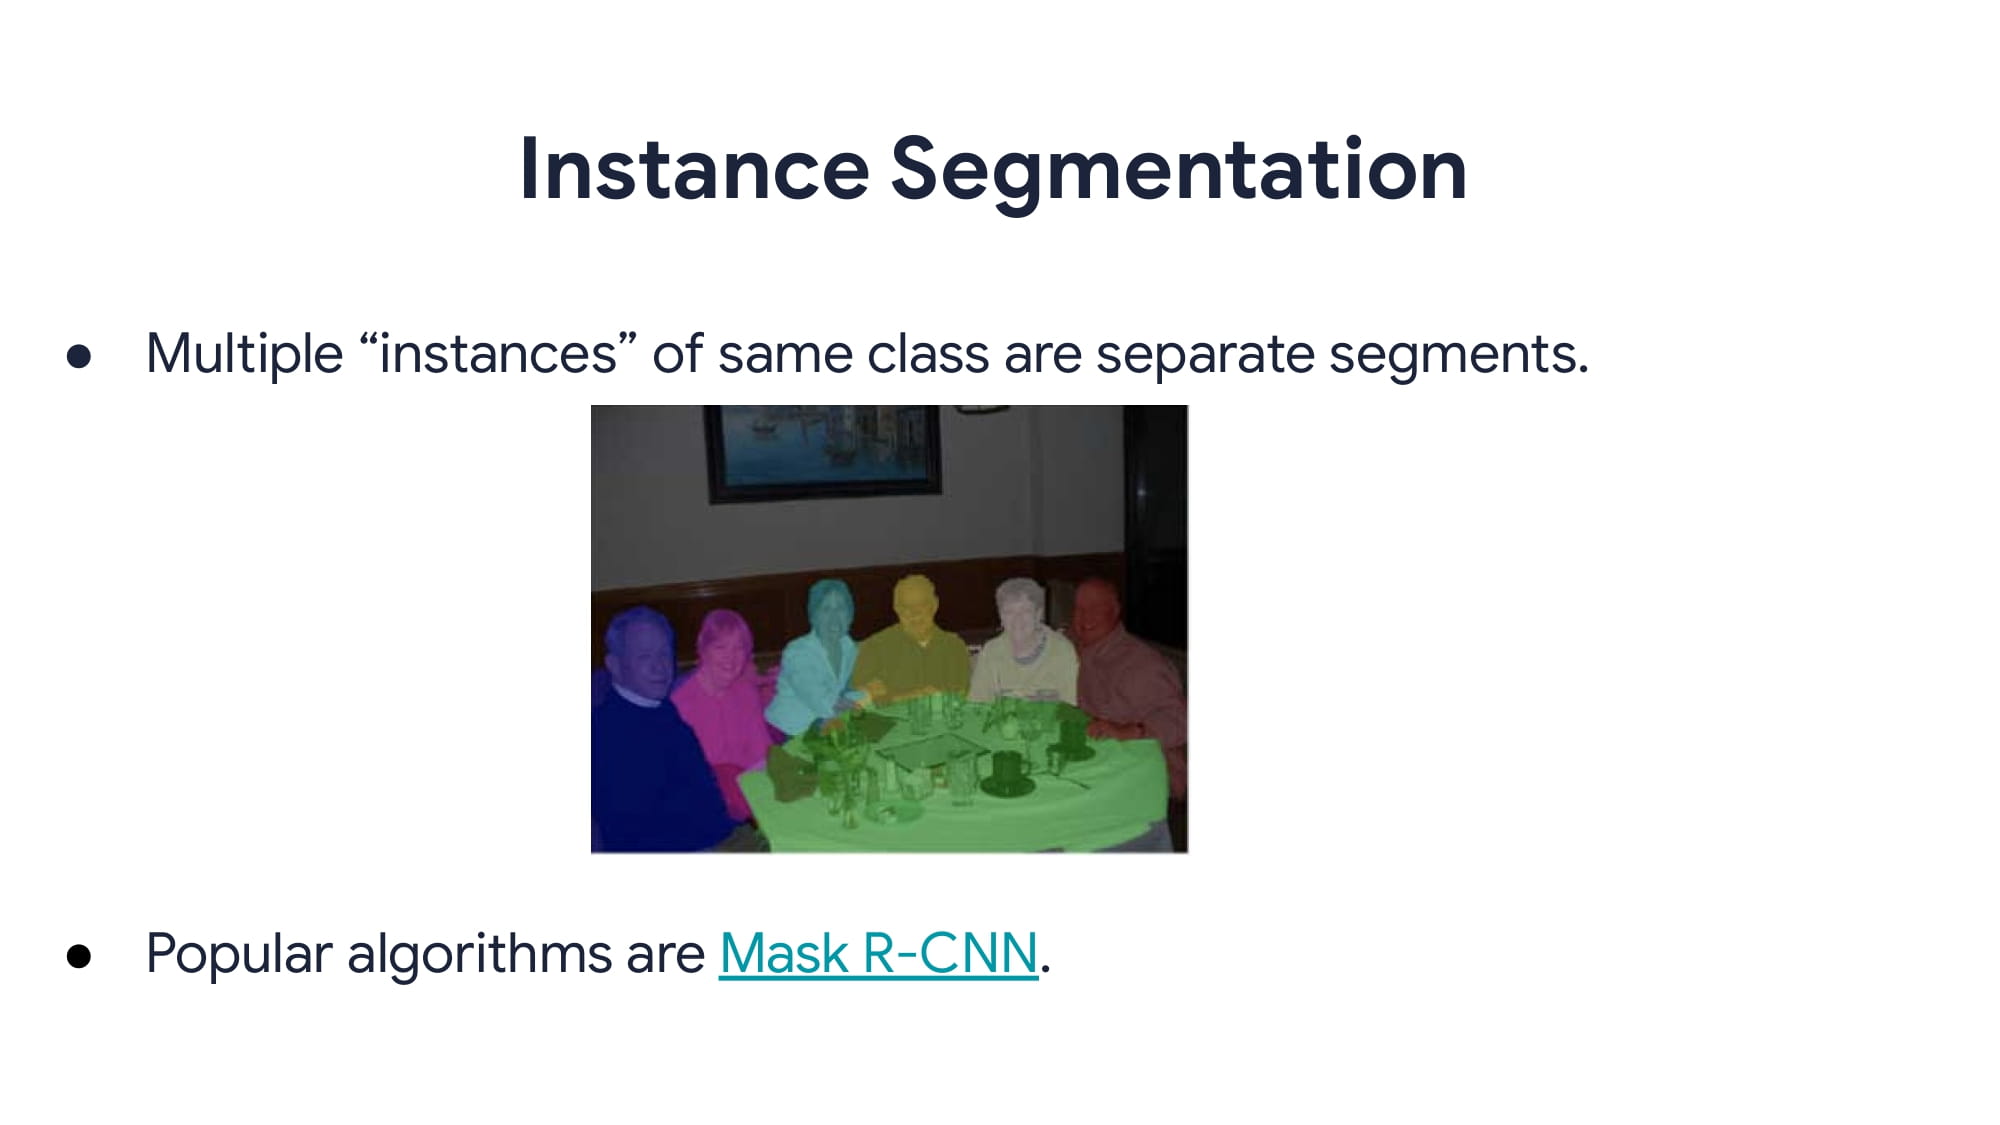 Instance Segmentation
● Multiple “instances” of same class are separate segments.
● Popular algorithms are Mask R-CNN.